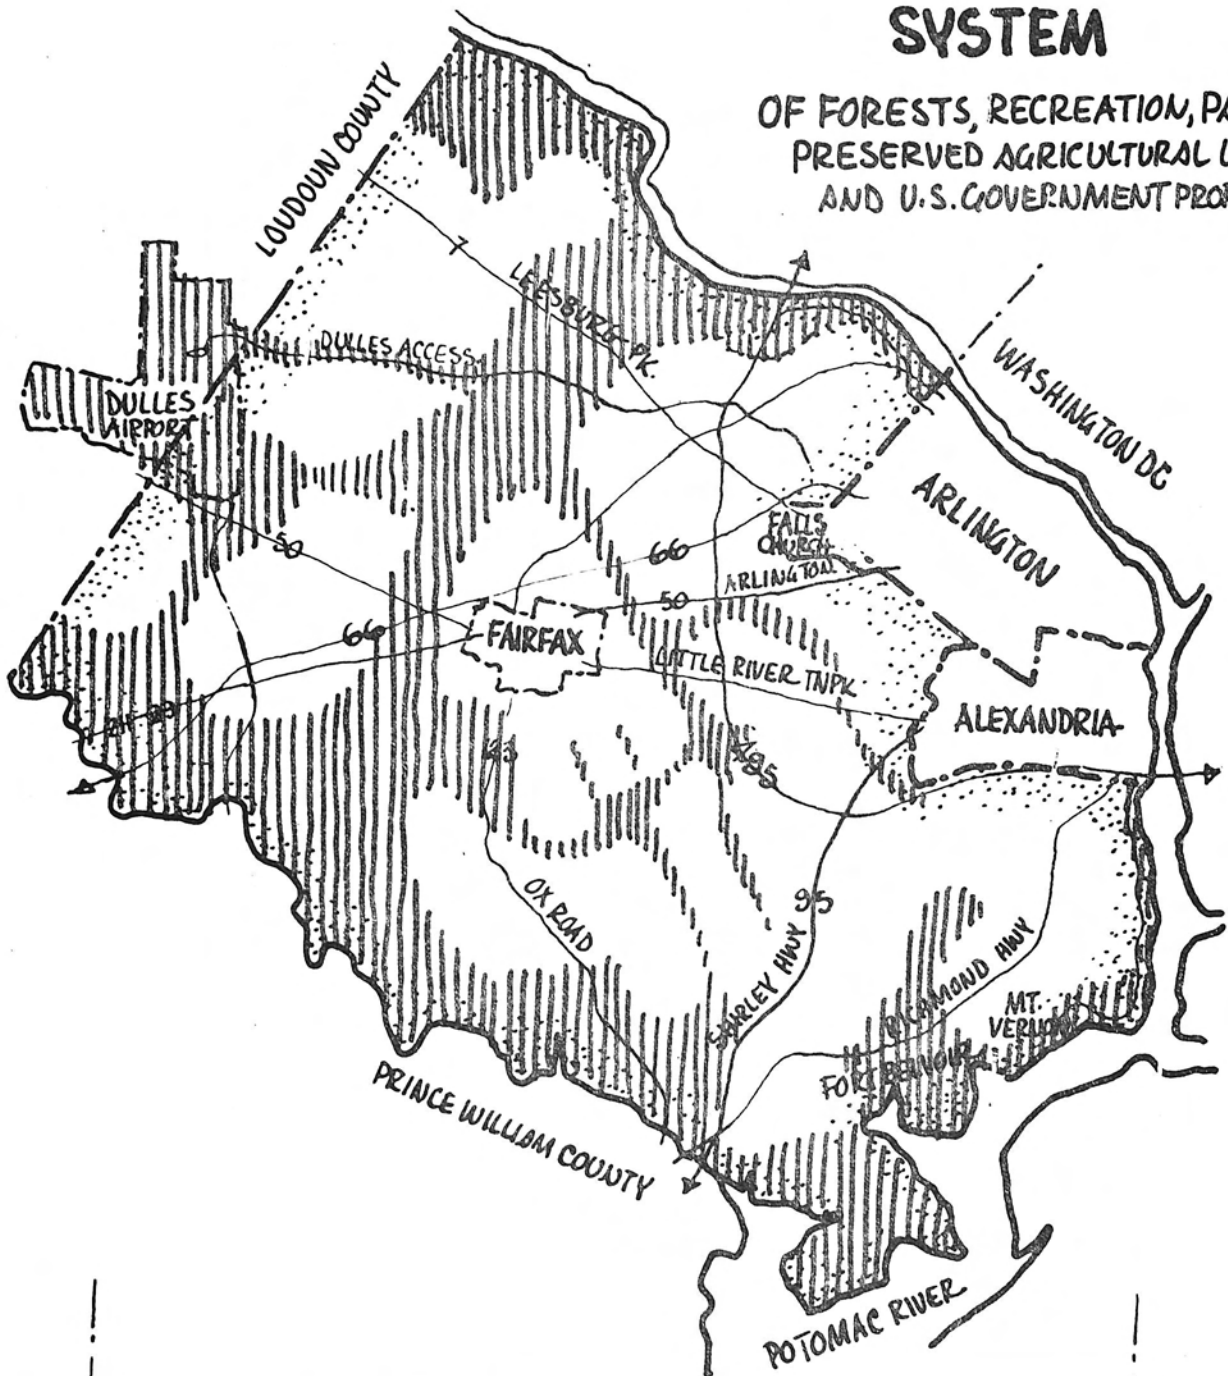 SYSTEM
OF FORESTS, RECREATION,
PRESERVED AGRICULTURAL
AND U.S. GOVERNMENT
LOUDOUN COUNTY
7
LEESBURG PK.
DULLES ACCESS
DULLES
AIRPORT
WASHINGTON DC
ARLINGTON
FALLS
CHURCH
50
66
ARLINGTON
50
66
FAIRFAX
LITTLE RIVER TNPK
ALEXANDRIA
495
OX ROAD
95
SHIRLEY HWY
RICHMOND HWY
MT.
VERNON
FORT BELVOIR
PRINCE WILLIAM COUNTY
POTOMAC RIVER